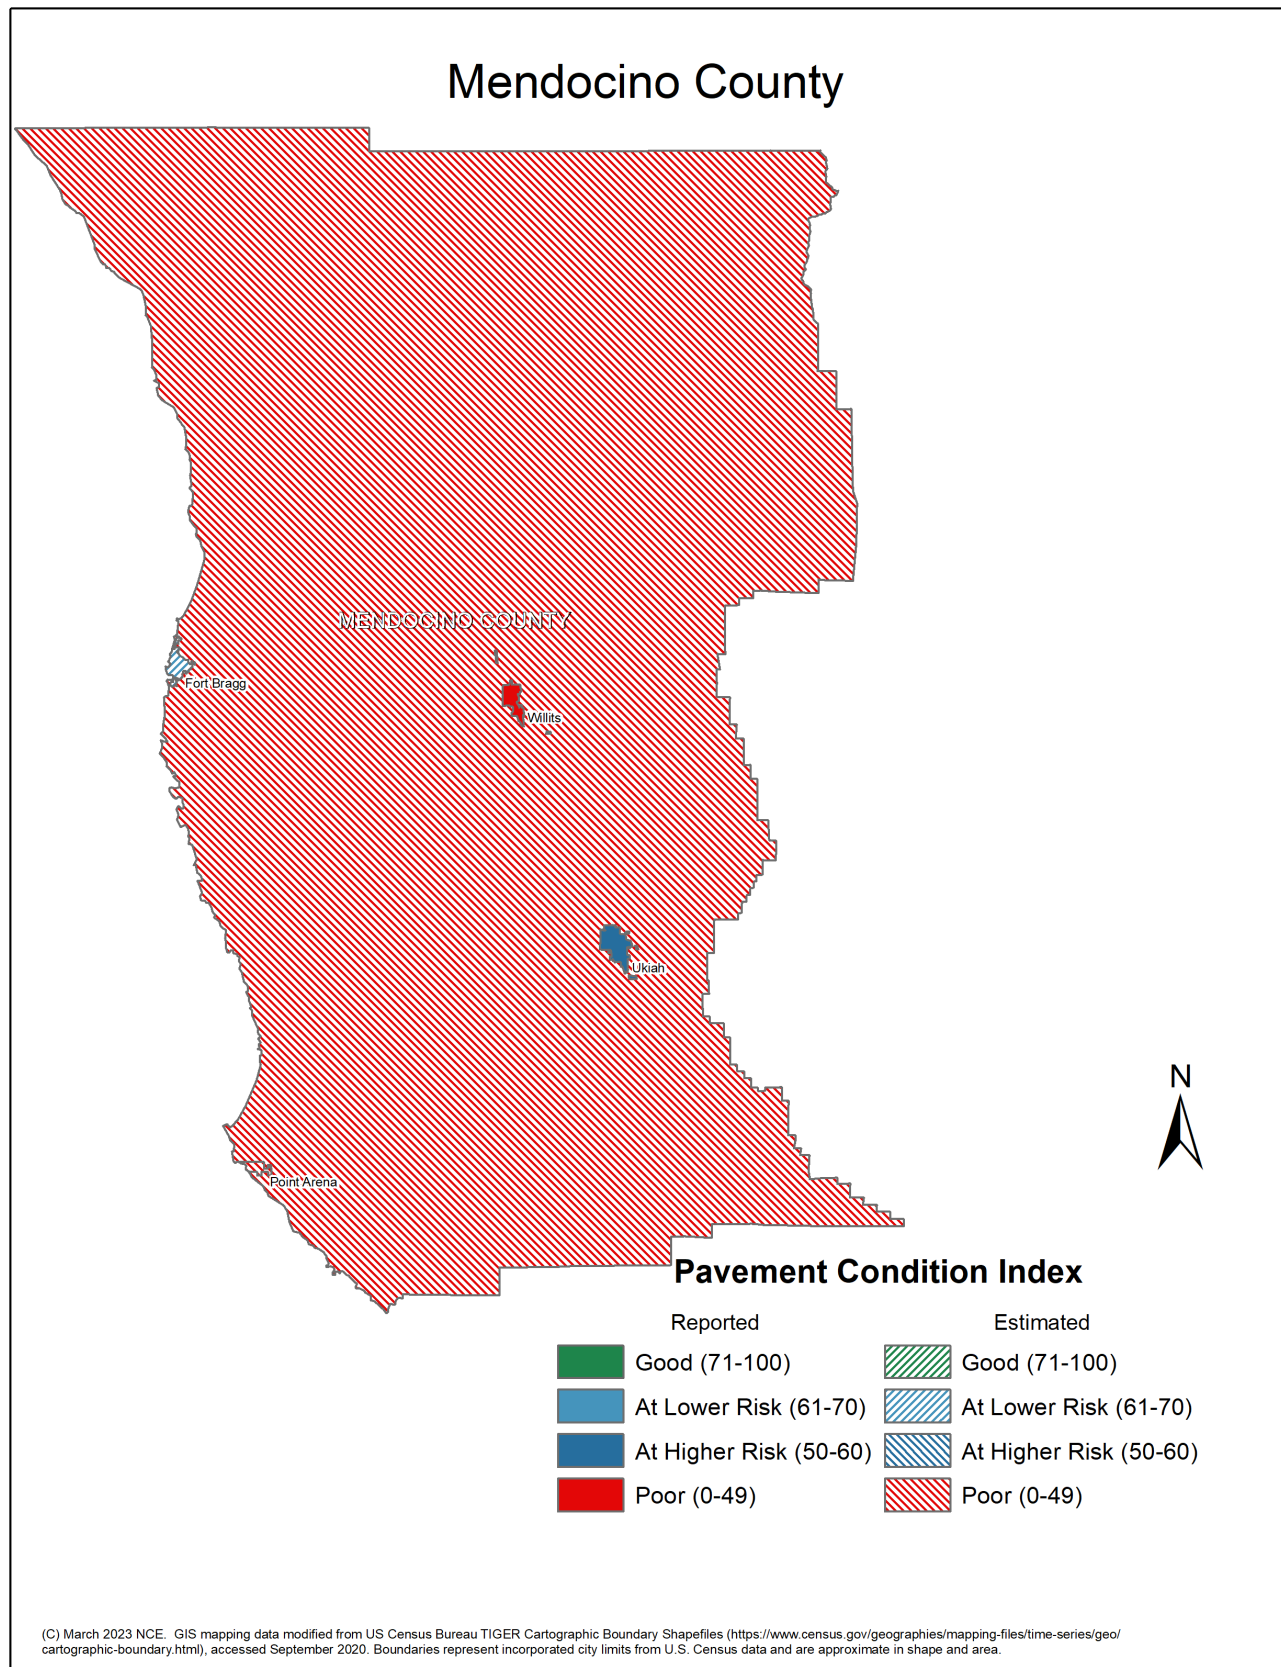 Mendocino County
MENDOCINO COUNTY
Fort Bragg
Willits
Ukiah
N
Point Arena
Pavement Condition Index
Reported
Estimated
Good (71-100)
Good (71-100)
At Lower Risk (61-70)
At Lower Risk (61-70)
At Higher Risk (50-60)
At Higher Risk (50-60)
Poor (0-49)
Poor (0-49)
(C) March 2023 NCE.  GIS mapping data modified from US Census Bureau TIGER Cartographic Boundary Shapefiles (https://www.census.gov/geographies/mapping-files/time-series/geo/
cartographic-boundary.html), accessed September 2020. Boundaries represent incorporated city limits from U.S. Census data and are approximate in shape and area.